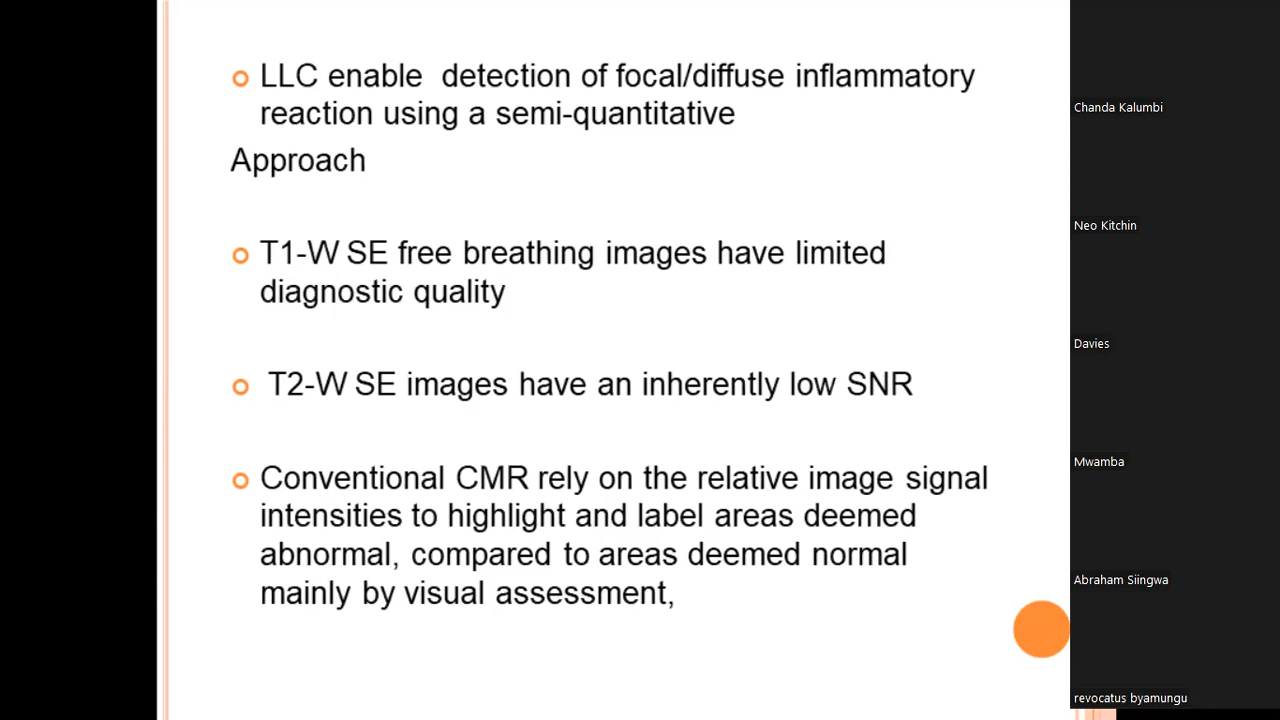 LLC enable detection of focal/diffuse inflammatory
reaction using a semi-quantitative
Approach
T1-W SE free breathing images have limited
diagnostic quality
T2-W SE images have an inherently low SNR
Conventional CMR rely on the relative image signal
intensities to highlight and label areas deemed
abnormal, compared to areas deemed normal
mainly by visual assessment,
Chanda Kalumbi
Neo Kitchin
Davies
Mwamba
Abraham Siingwa
revocatus byamungu